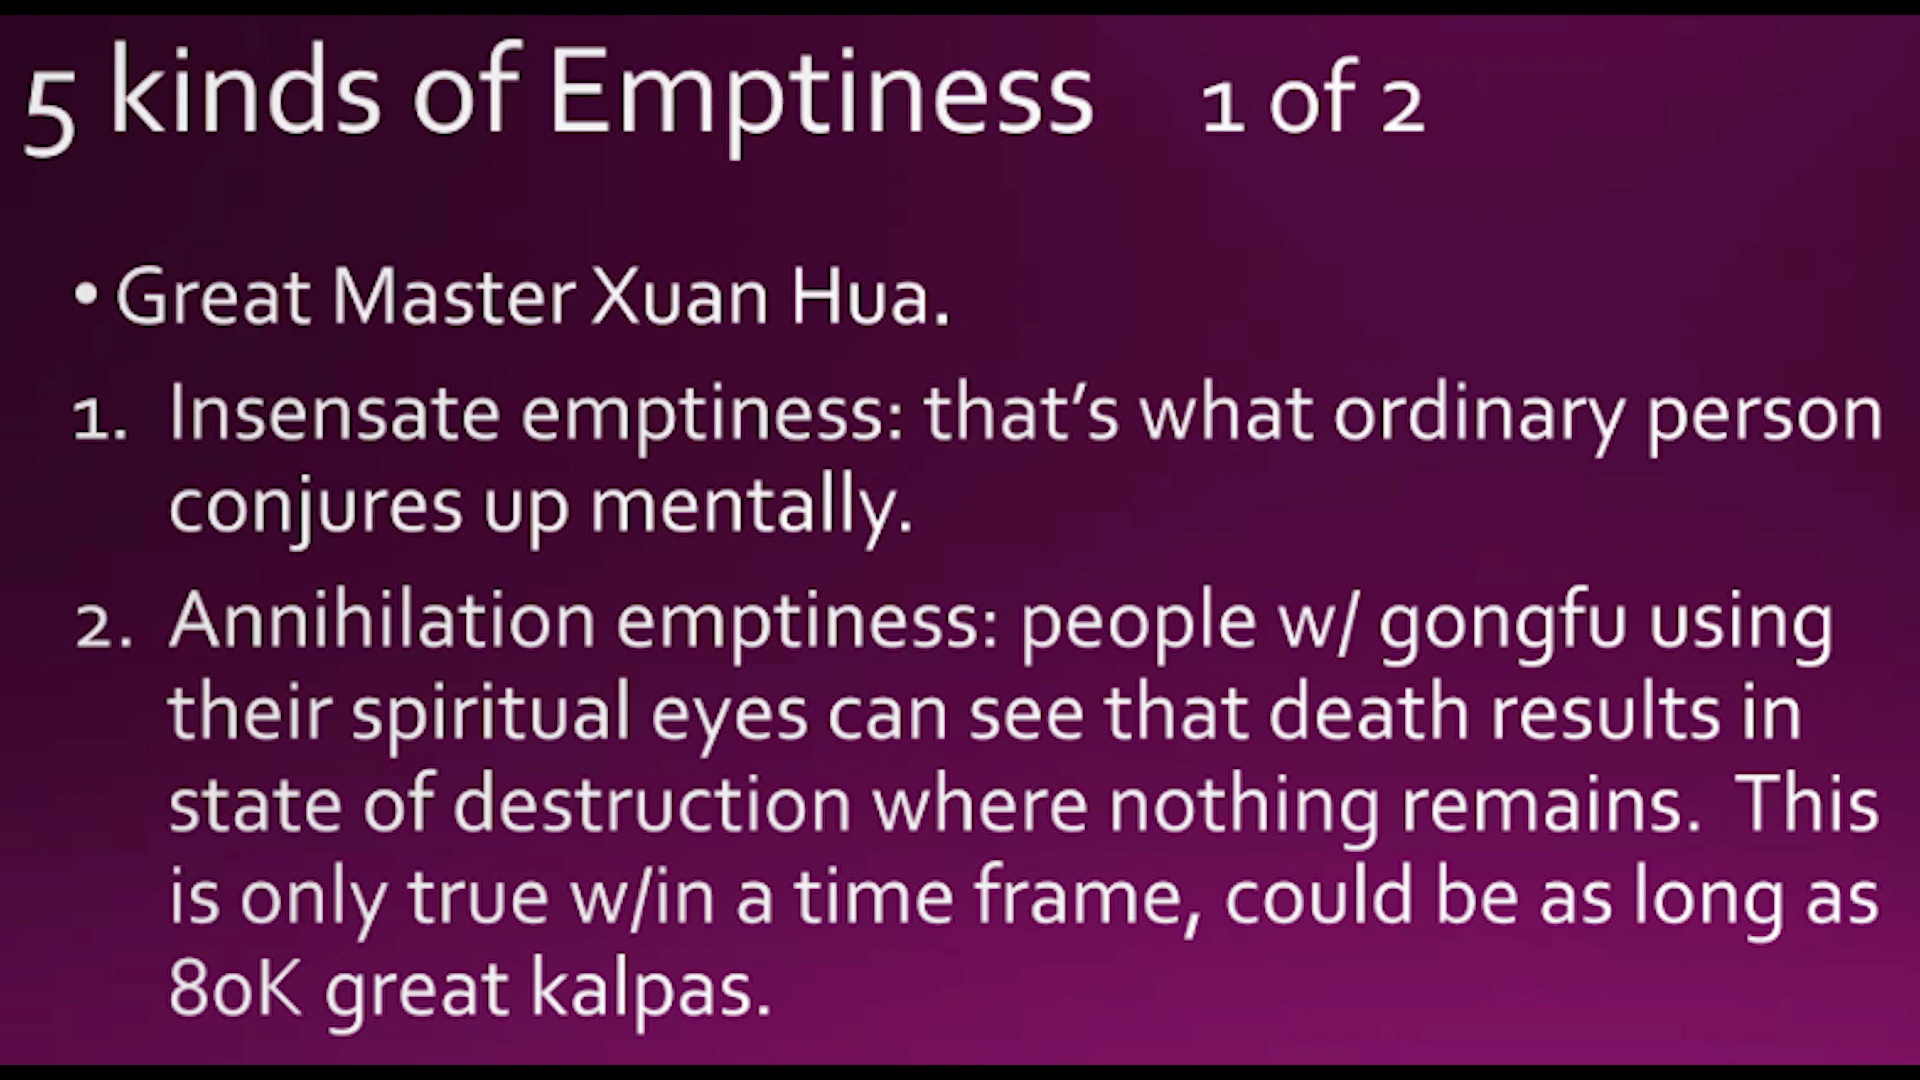 5 kinds of Emptiness 1 of 2
• Great Master Xuan Hua.
1. Insensate emptiness: that’s what ordinary person
conjures up mentally.
2. Annihilation emptiness: people w/ gongfu using
their spiritual eyes can see that death results in
state of destruction where nothing remains. This
is only true w/in a time frame, could be as long as
80K great kalpas.